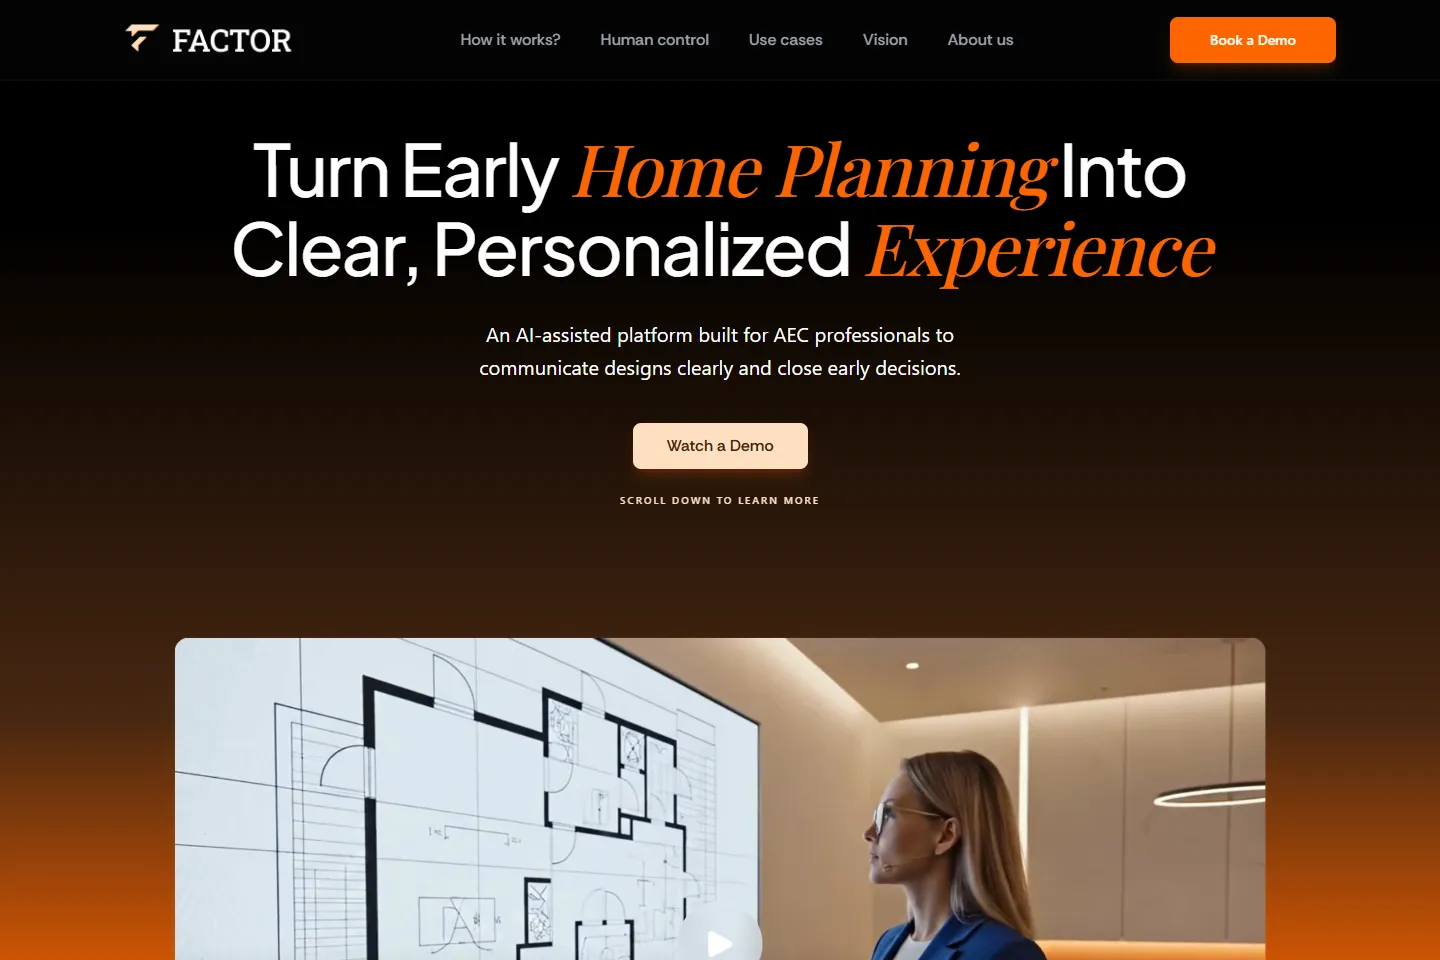 FACTOR
How it works?
Human control
Use cases
Vision
About us
Book a Demo
Turn Early Home Planning Into
Clear, Personalized Experience
An AI-assisted platform built for AEC professionals to
communicate designs clearly and close early decisions.
Watch a Demo
SCROLL DOWN TO LEARN MORE